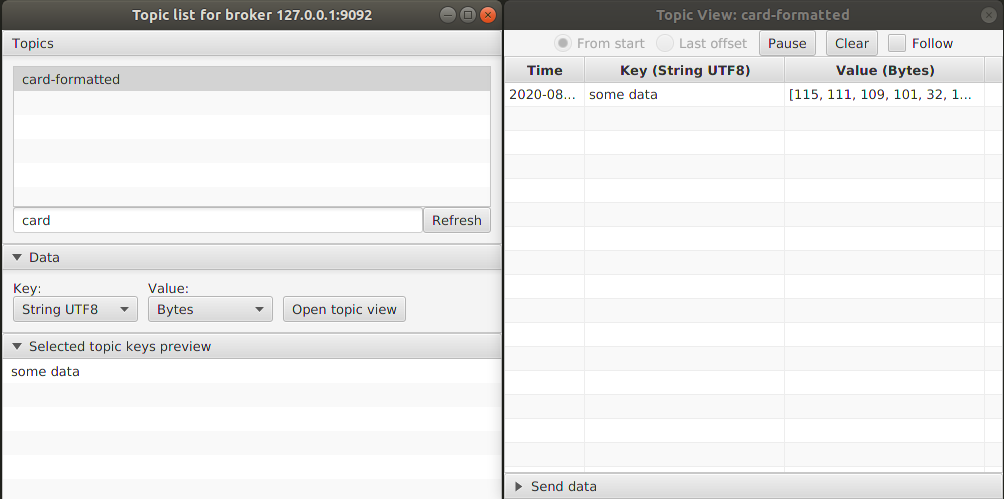 Topic list for broker 127.0.0.1:9092
Topics
card-formatted
card
Refresh
Data
Key:
Value:
String UTF8
Bytes
Open topic view
Selected topic keys preview
some data
Topic View: card-formatted
From start
Last offset
Pause
Clear
Follow
Time
Key (String UTF8)
Value (Bytes)
2020-08...
some data
[115, 111, 109, 101, 32, 1...
Send data